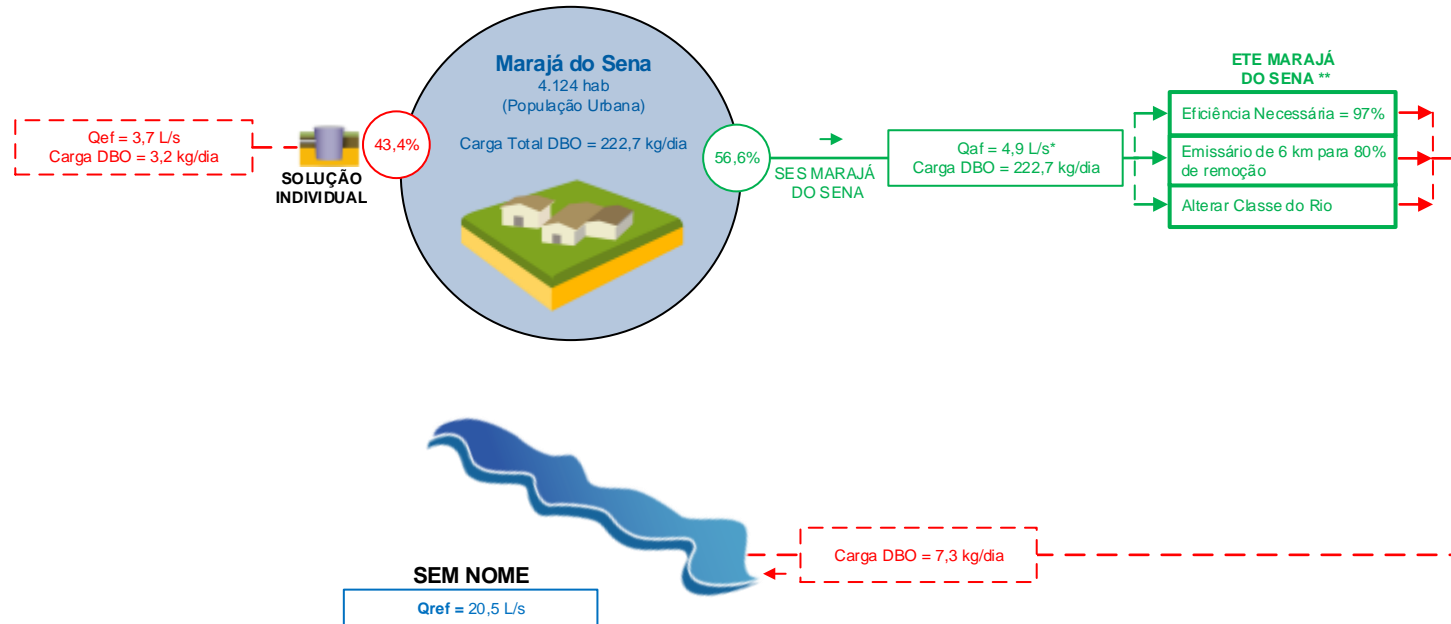 Marajá do Sena
4.124 hab
(População Urbana)
Carga Total DBO = 222,7 kg/dia
Qef = 3,7 L/s
Carga DBO = 3,2 kg/dia
SOLUÇÃO
INDIVIDUAL
43,4%
56,6%
SES MARAJÁ
DO SENA
Qaf = 4,9 L/s*
Carga DBO = 222,7 kg/dia
ETE MARAJÁ
DO SENA **
Eficiência Necessária = 97%
Emissário de 6 km para 80%
de remoção
Alterar Classe do Rio
Carga DBO = 7,3 kg/dia
SEM NOME
Qref = 20,5 L/s